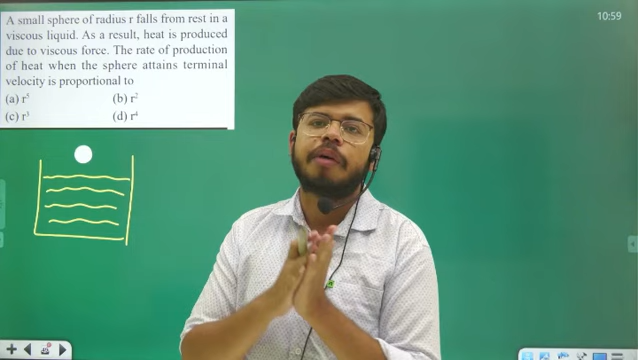 A small sphere of radius r falls from rest in a
viscous liquid. As a result, heat is produced
due to viscous force. The rate of production
of heat when the sphere attains terminal
velocity is proportional to
(a) r⁵ (b) r²
(c) r³ (d) r⁴
10:59